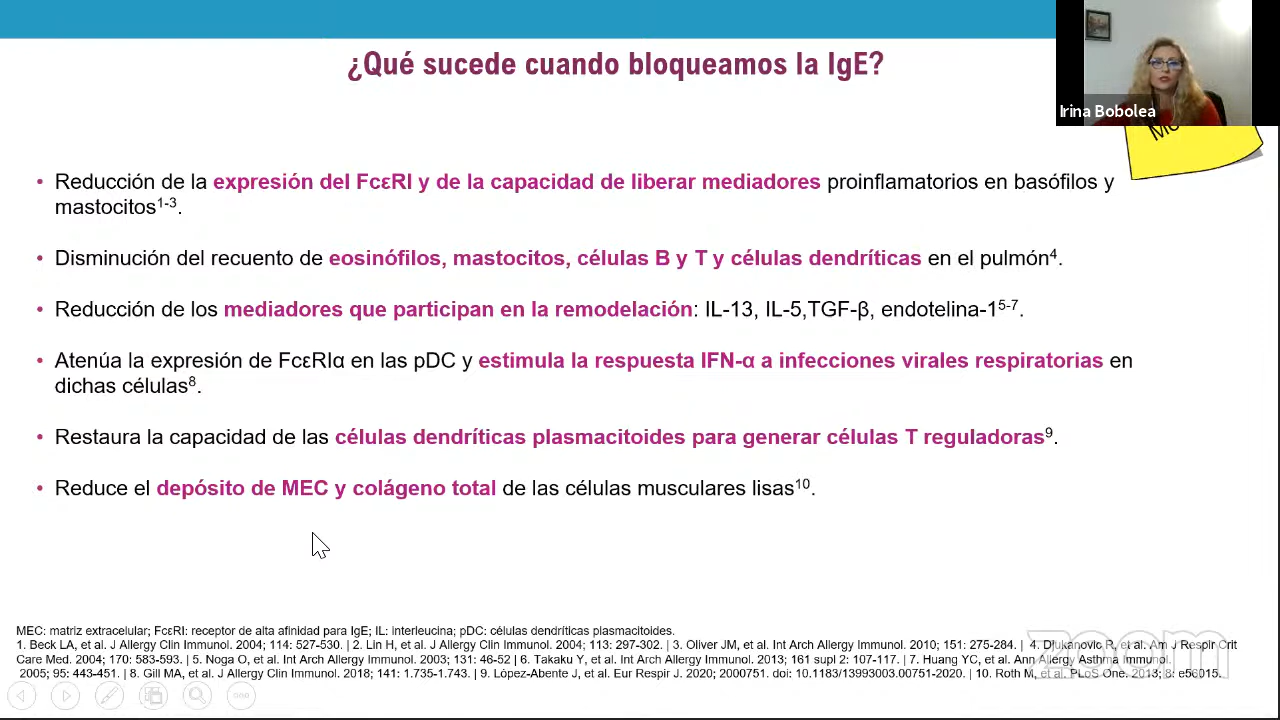 ¿Qué sucede cuando bloqueamos la IgE?
Irina Bobolea
• Reducción de la expresión del FcεRI y de la capacidad de liberar mediadores proinflamatorios en basófilos y
mastocitos1-3.
• Disminución del recuento de eosinófilos, mastocitos, células B y T y células dendríticas en el pulmón4.
• Reducción de los mediadores que participan en la remodelación: IL-13, IL-5,TGF-β, endotelina-15-7.
• Atenúa la expresión de FcεRIα en las pDC y estimula la respuesta IFN-α a infecciones virales respiratorias en
dichas células8.
• Restaura la capacidad de las células dendríticas plasmacitoides para generar células T reguladoras9.
• Reduce el depósito de MEC y colágeno total de las células musculares lisas10.
MEC: matriz extracelular; FcεRI: receptor de alta afinidad para IgE; IL: interleucina; pDC: células dendríticas plasmacitoides.
1. Beck LA, et al. J Allergy Clin Immunol. 2004; 114: 527-530. | 2. Lin H, et al. J Allergy Clin Immunol. 2004; 113: 297-302. | 3. Oliver JM, et al. Int Arch Allergy Immunol. 2010; 151: 275-284. | 4. Djukanovic R, et al. Am J Respir Crit
Care Med. 2004; 170: 583-593. | 5. Noga O, et al. Int Arch Allergy Immunol. 2003; 131: 46-52 | 6. Takaku Y, et al. Int Arch Allergy Immunol. 2013; 161 supl 2: 107-117. | 7. Huang YC, et al. Ann Allergy Asthma Immunol.
2005; 95: 443-451. | 8. Gill MA, et al. J Allergy Clin Immunol. 2018; 141: 1.735-1.743. | 9. López-Abente J, et al. Eur Respir J. 2020; 2000751. doi: 10.1183/13993003.00751-2020. | 10. Roth M, et al. PLoS One. 2013; 8: e56015.
zoom